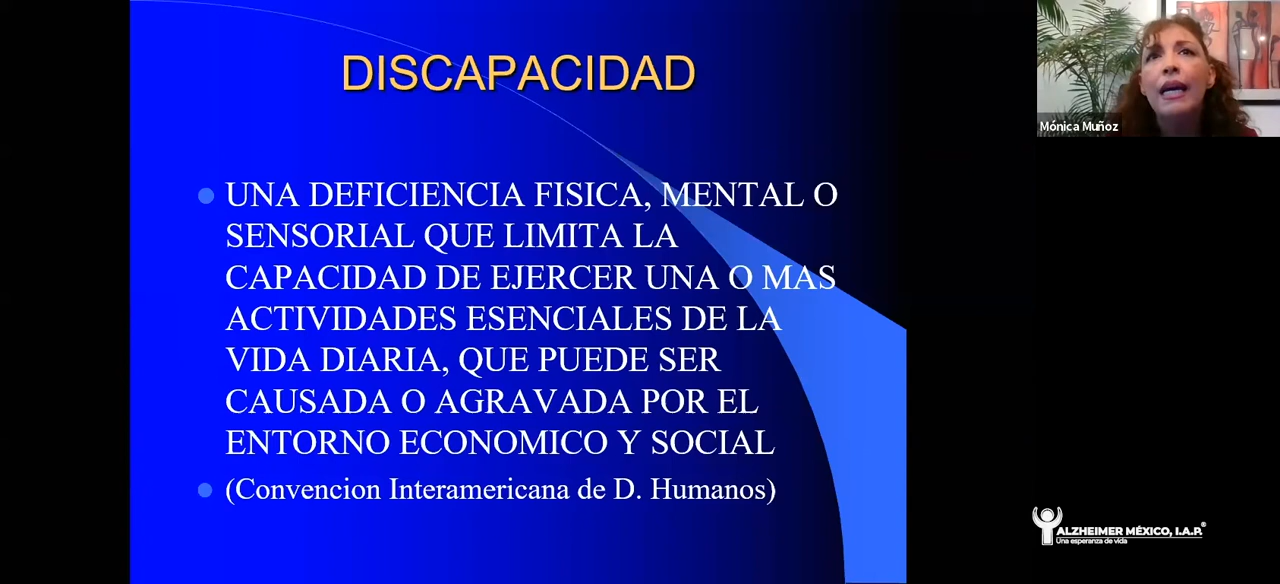 DISCAPACIDAD
UNA DEFICIENCIA FISICA, MENTAL O
SENSORIAL QUE LIMITA LA
CAPACIDAD DE EJERCER UNA O MAS
ACTIVIDADES ESENCIALES DE LA
VIDA DIARIA, QUE PUEDE SER
CAUSADA O AGRAVADA POR EL
ENTORNO ECONOMICO Y SOCIAL
(Convencion Interamericana de D. Humanos)
Mónica Muñoz
ALZHEIMER MÉXICO, I.A.P.®
Una esperanza de vida